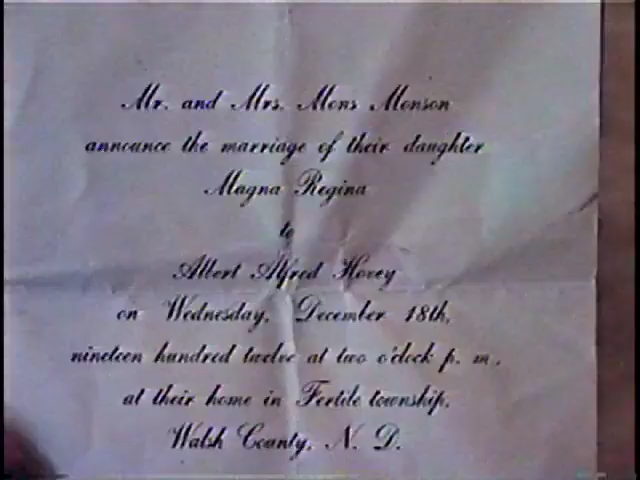 Mr. and Mrs. Mons Monson
announce the marriage of their daughter
Magna Regina
to
Albert Alfred Hovey
on Wednesday, December 18th,
nineteen hundred twelve at two o'clock p. m.,
at their home in Fertile township,
Walsh County, N. D.